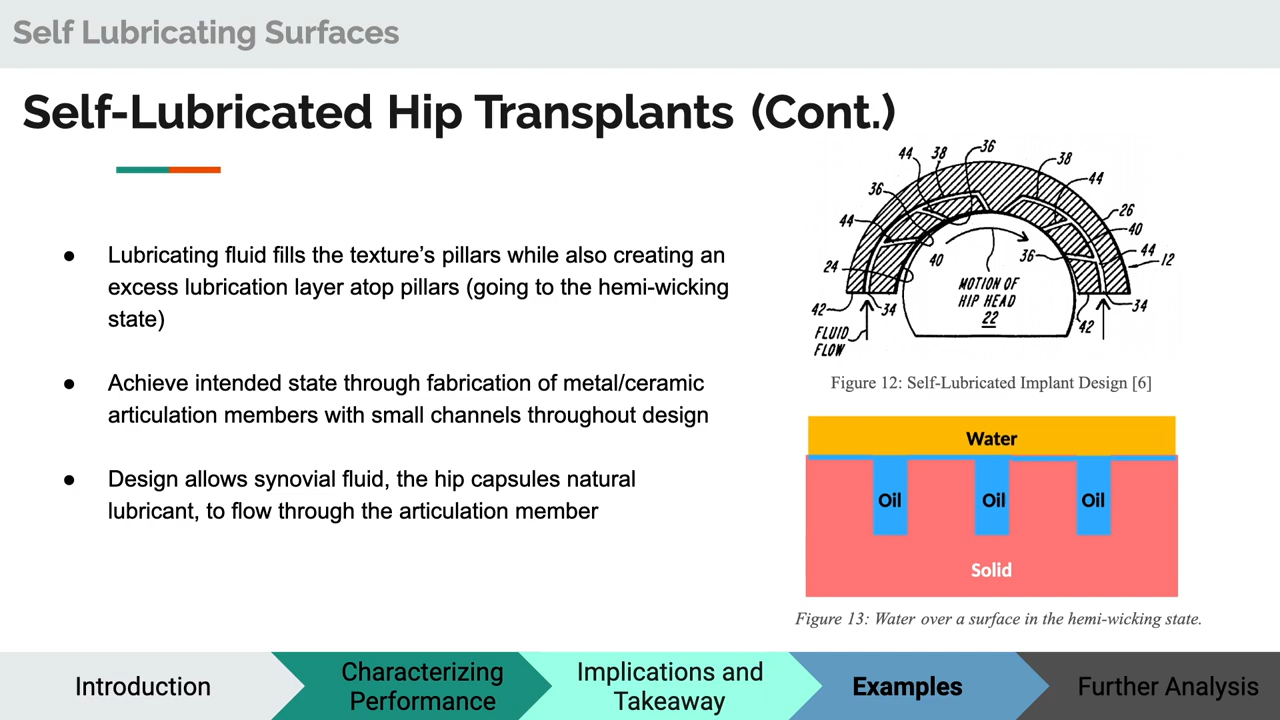 Self Lubricating Surfaces
Self-Lubricated Hip Transplants (Cont.)
● Lubricating fluid fills the texture’s pillars while also creating an
excess lubrication layer atop pillars (going to the hemi-wicking
state)
● Achieve intended state through fabrication of metal/ceramic
articulation members with small channels throughout design
● Design allows synovial fluid, the hip capsules natural
lubricant, to flow through the articulation member
44 38 36 38
36 44
44 26
40
24 40 36 44 12
MOTION OF
HIP HEAD
22
42 34 42 34
FLUID
FLOW
Figure 12: Self-Lubricated Implant Design [6]
Water
Oil Oil Oil
Solid
Figure 13: Water over a surface in the hemi-wicking state.
Introduction
Characterizing
Performance
Implications and
Takeaway
Examples
Further Analysis